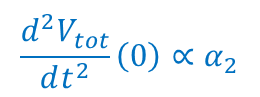 d²V_tot/dt² (0) ∝ α₂